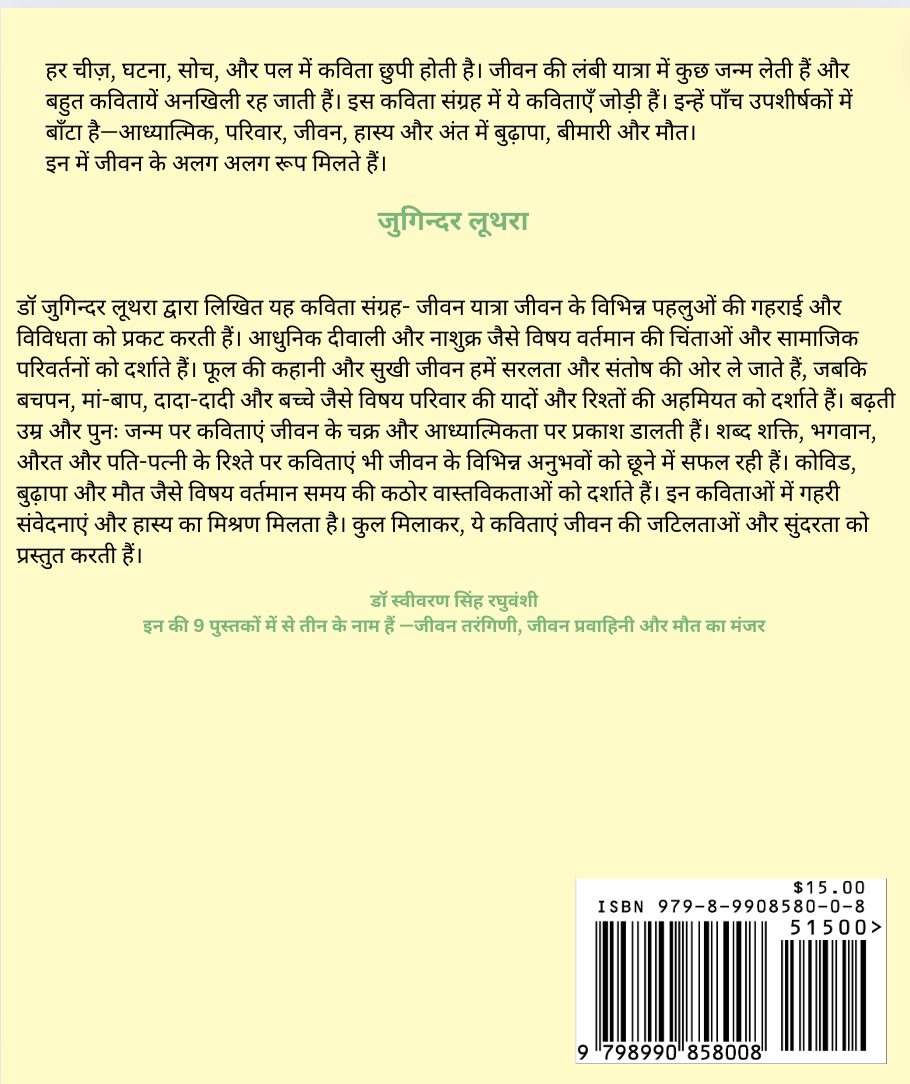 हर चीज़, घटना, सोच, और पल में कविता छुपी होती है। जीवन की लंबी यात्रा में कुछ जन्म लेती हैं और
बहुत कवितायें अनखिली रह जाती हैं। इस कविता संग्रह में ये कविताएँ जोड़ी हैं। इन्हें पाँच उपशीर्षकों में
बाँटा है—आध्यात्मिक, परिवार, जीवन, हास्य और अंत में बुढ़ापा, बीमारी और मौत।
इन में जीवन के अलग अलग रूप मिलते हैं।
जुगिन्दर लूथरा
डॉ जुगिन्दर लूथरा द्वारा लिखित यह कविता संग्रह- जीवन यात्रा जीवन के विभिन्न पहलुओं की गहराई और
विविधता को प्रकट करती हैं। आधुनिक दीवाली और नाशुक्र जैसे विषय वर्तमान की चिंताओं और सामाजिक
परिवर्तनों को दर्शाते हैं। फूल की कहानी और सुखी जीवन हमें सरलता और संतोष की ओर ले जाते हैं, जबकि
बचपन, मां-बाप, दादा-दादी और बच्चे जैसे विषय परिवार की यादों और रिश्तों की अहमियत को दर्शाते हैं। बढ़ती
उम्र और पुनः जन्म पर कविताएं जीवन के चक्र और आध्यात्मिकता पर प्रकाश डालती हैं। शब्द शक्ति, भगवान,
औरत और पति-पत्नी के रिश्ते पर कविताएं भी जीवन के विभिन्न अनुभवों को छूने में सफल रही हैं। कोविड,
बुढ़ापा और मौत जैसे विषय वर्तमान समय की कठोर वास्तविकताओं को दर्शाते हैं। इन कविताओं में गहरी
संवेदनाएं और हास्य का मिश्रण मिलता है। कुल मिलाकर, ये कविताएं जीवन की जटिलताओं और सुंदरता को
प्रस्तुत करती हैं।
डॉ स्वीवरण सिंह रघुवंशी
इन की 9 पुस्तकों में से तीन के नाम हैं —जीवन तरंगिणी, जीवन प्रवाहिनी और मौत का मंजर
$15.00
ISBN 979-8-9908580-0-8
51500>
9 798990 858008